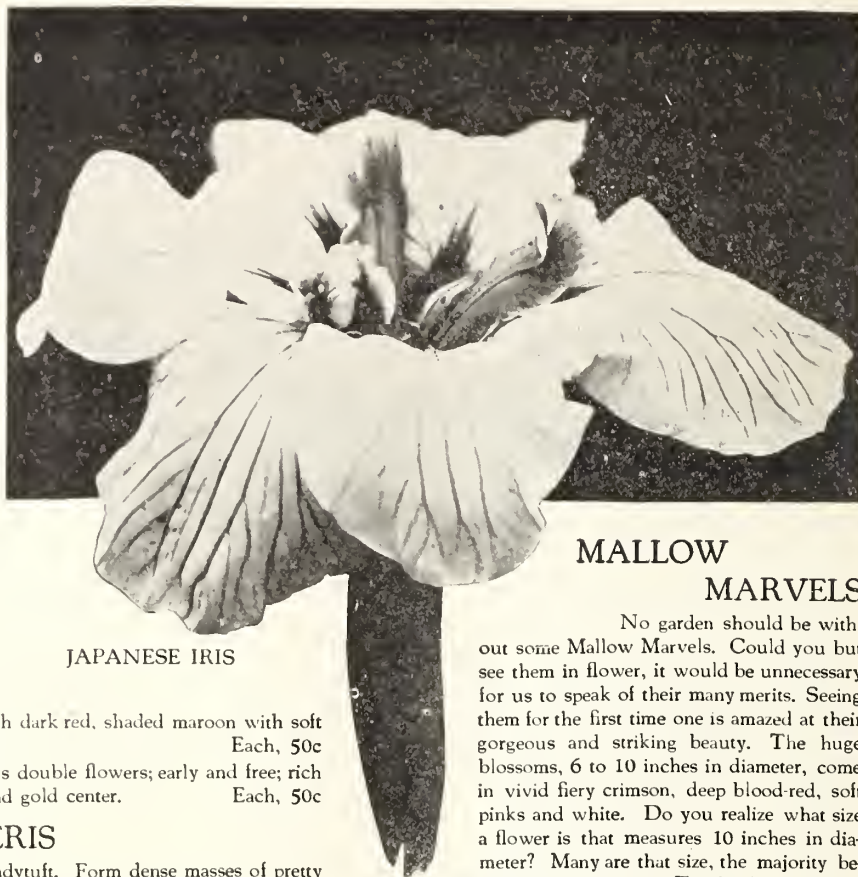 JAPANESE IRIS
h dark red, shaded maroon with soft
Each, 50c
s double flowers; early and free; rich
d gold center. Each, 50c
ERIS
dytuft. Form dense masses of pretty
MALLOW
MARVELS
No garden should be with
out some Mallow Marvels. Could you but
see them in flower, it would be unnecessary
for us to speak of their many merits. Seeing
them for the first time one is amazed at their
gorgeous and striking beauty. The huge
blossoms, 6 to 10 inches in diameter, come
in vivid fiery crimson, deep blood-red, soft
pinks and white. Do you realize what size
a flower is that measures 10 inches in dia-
meter? Many are that size, the majority be